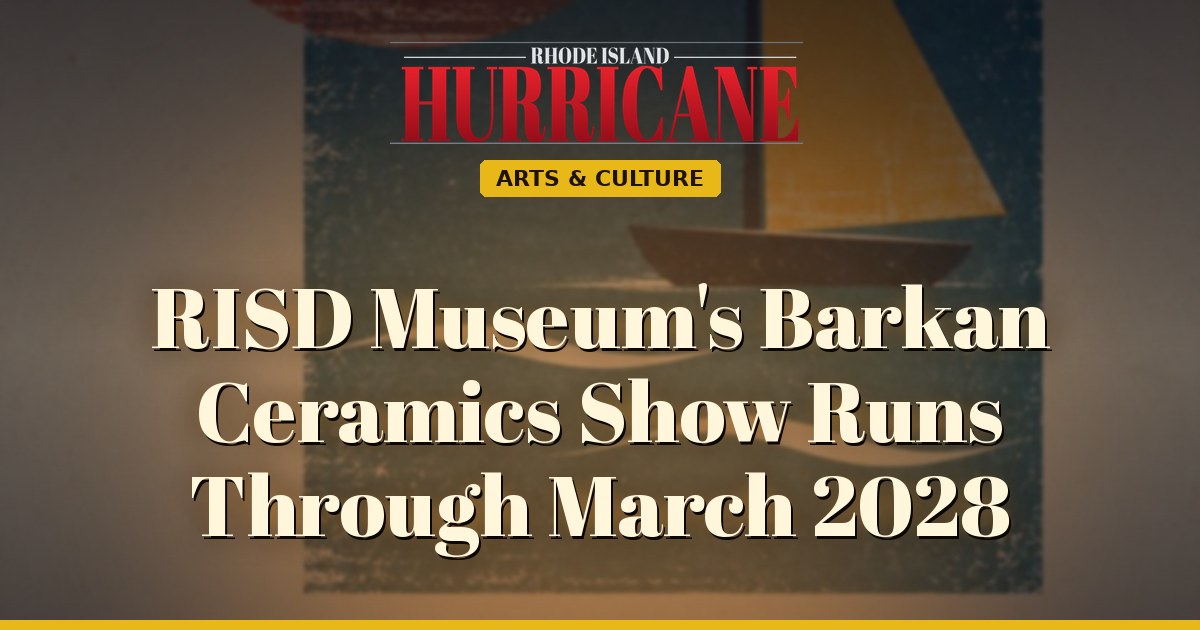 RHODE ISLAND
HURRICANE
ARTS & CULTURE
RISD Museum's Barkan
Ceramics Show Runs
Through March 2028